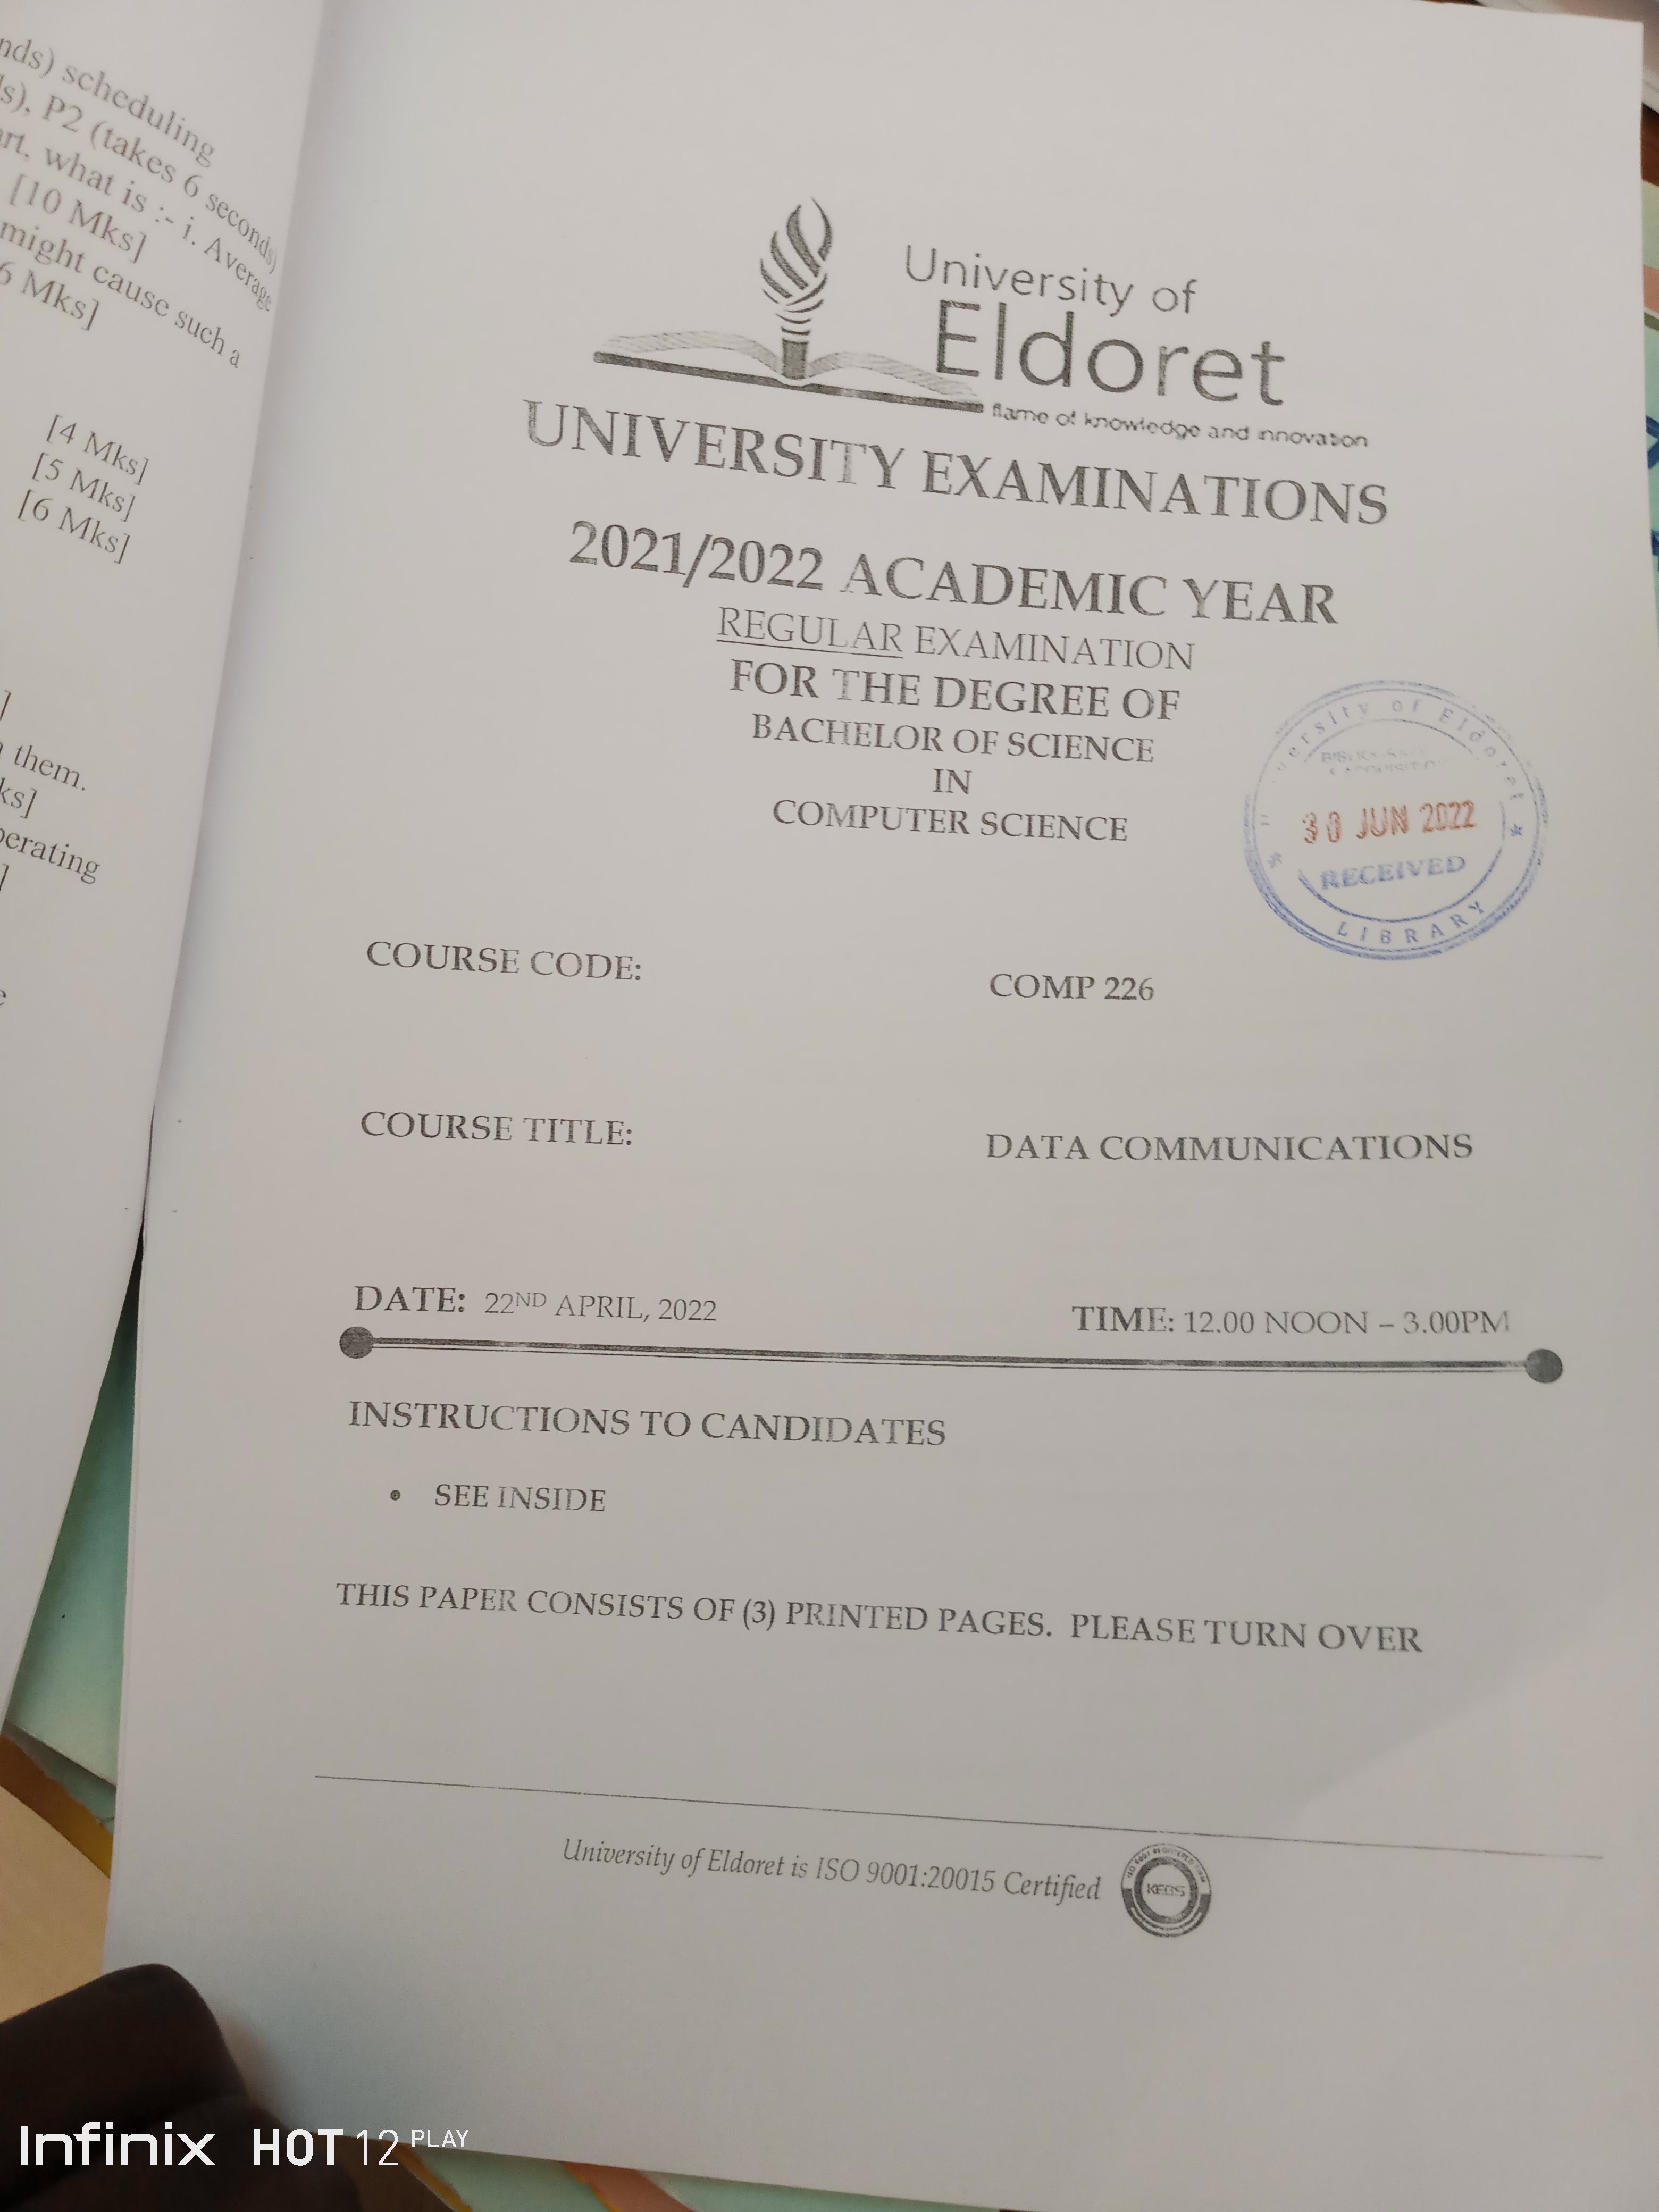 nds) scheduling
s), P2 (takes 6 seconds)
art, what is :- i. Average
[10 Mks]
might cause such a
6 Mks]
[4 Mks]
[5 Mks]
[6 Mks]
]
them.
ks]
perating
]
University of
Eldoret
flame of knowledge and innovation
UNIVERSITY EXAMINATIONS
2021/2022 ACADEMIC YEAR
REGULAR EXAMINATION
FOR THE DEGREE OF
BACHELOR OF SCIENCE
IN
COMPUTER SCIENCE
ersity of Eldoret
30 JUN 2022
RECEIVED
LIBRARY
COURSE CODE: COMP 226
COURSE TITLE: DATA COMMUNICATIONS
DATE: 22ND APRIL, 2022 TIME: 12.00 NOON – 3.00PM
INSTRUCTIONS TO CANDIDATES
• SEE INSIDE
THIS PAPER CONSISTS OF (3) PRINTED PAGES. PLEASE TURN OVER
University of Eldoret is ISO 9001:20015 Certified
KEBS
Infinix HOT 12 PLAY